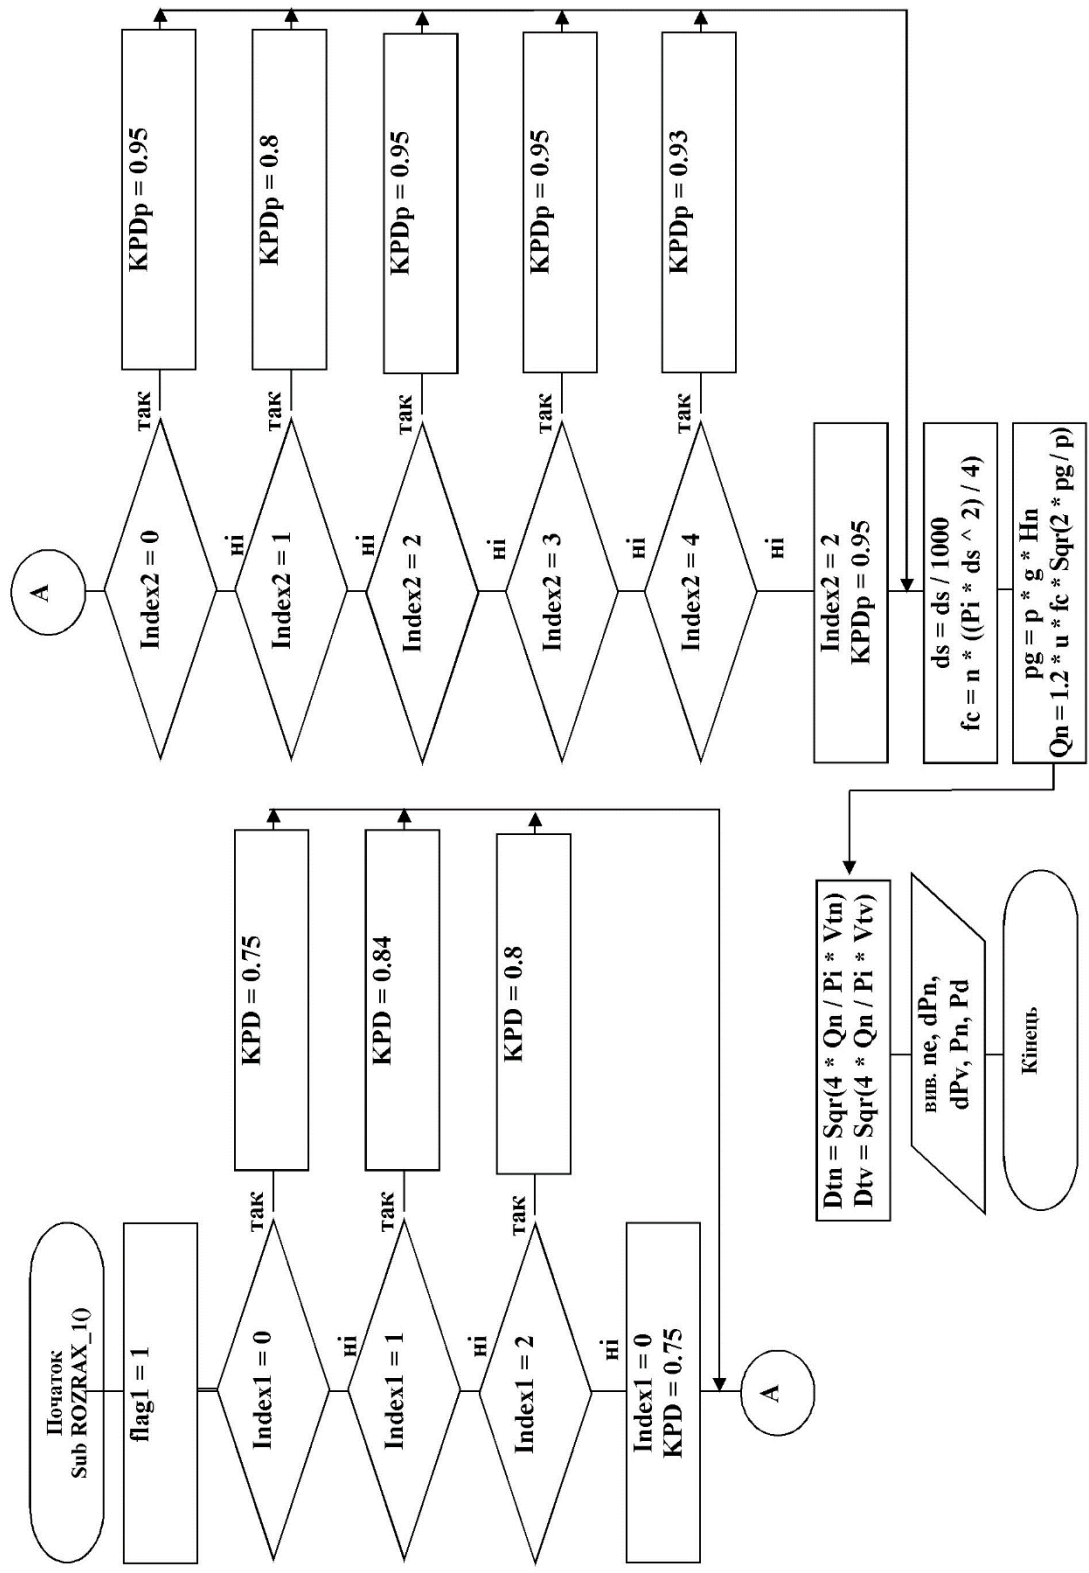 Початок
Sub ROZRAX_1()
flag1 = 1
Index1 = 0
так
KPD = 0.75
ні
Index1 = 1
так
KPD = 0.84
ні
Index1 = 2
так
KPD = 0.8
ні
Index1 = 0
KPD = 0.75
A
A
Index2 = 0
так
KPDp = 0.95
ні
Index2 = 1
так
KPDp = 0.8
ні
Index2 = 2
так
KPDp = 0.95
ні
Index2 = 3
так
KPDp = 0.95
ні
Index2 = 4
так
KPDp = 0.93
ні
Index2 = 2
KPDp = 0.95
ds = ds / 1000
fc = n * ((Pi * ds ^ 2) / 4)
pg = p * g * Hn
Qn = 1.2 * u * fc * Sqr(2 * pg / p)
Dtn = Sqr(4 * Qn / Pi * Vtn)
Dtv = Sqr(4 * Qn / Pi * Vtv)
вив. ne, dPn,
dPv, Pn, Pd
Кінець